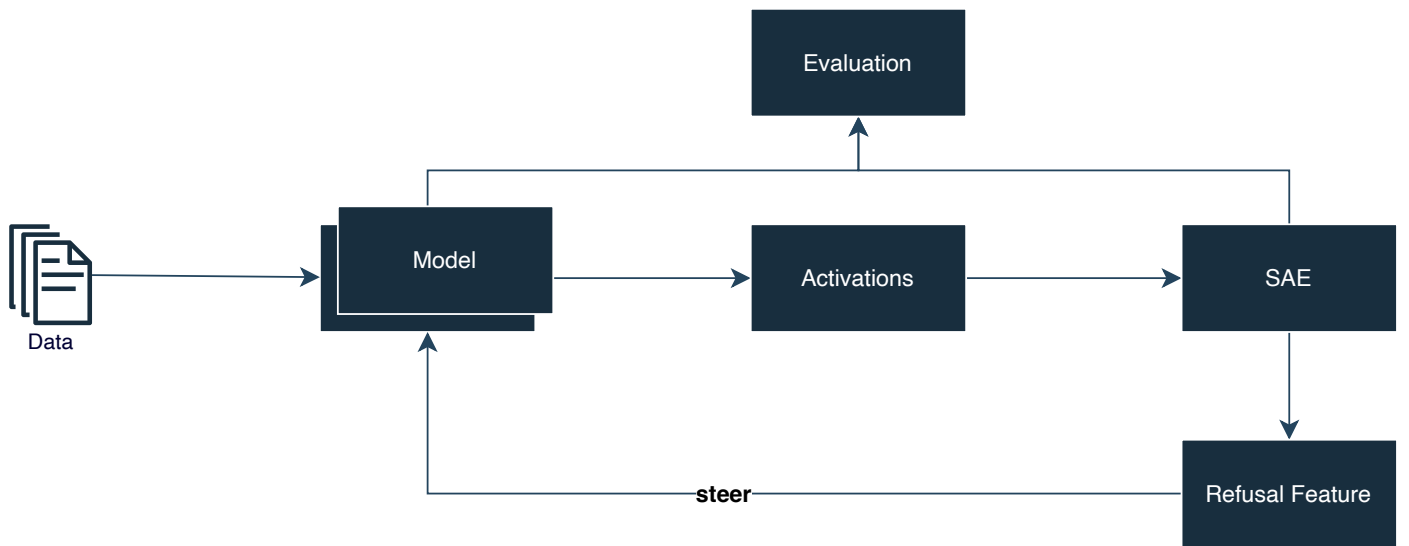 Evaluation
Model
Activations
SAE
Data
steer
Refusal Feature